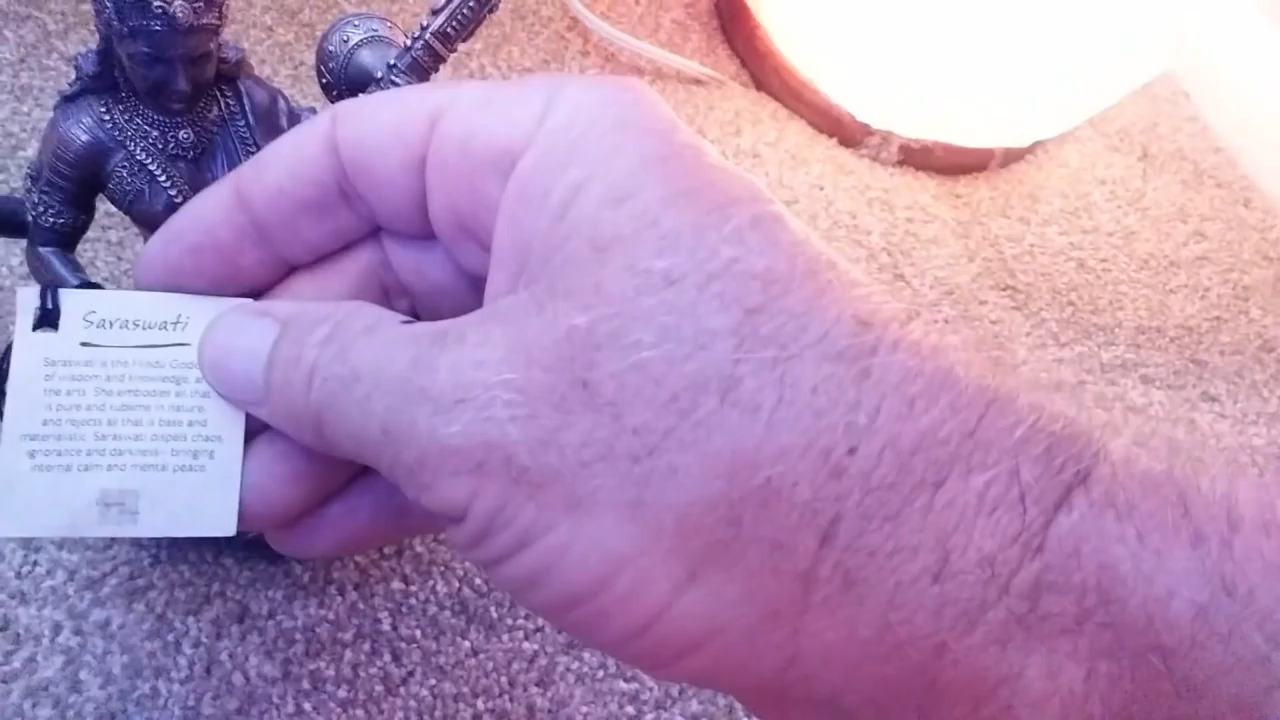 Saraswati
Saraswati is the Hindu Godd
of wisdom and knowledge, a
the arts. She embodies all that
is pure and sublime in nature,
and rejects all that is base and
materialistic. Saraswati dispels chaos,
ignorance and darkness - bringing
internal calm and mental peace.